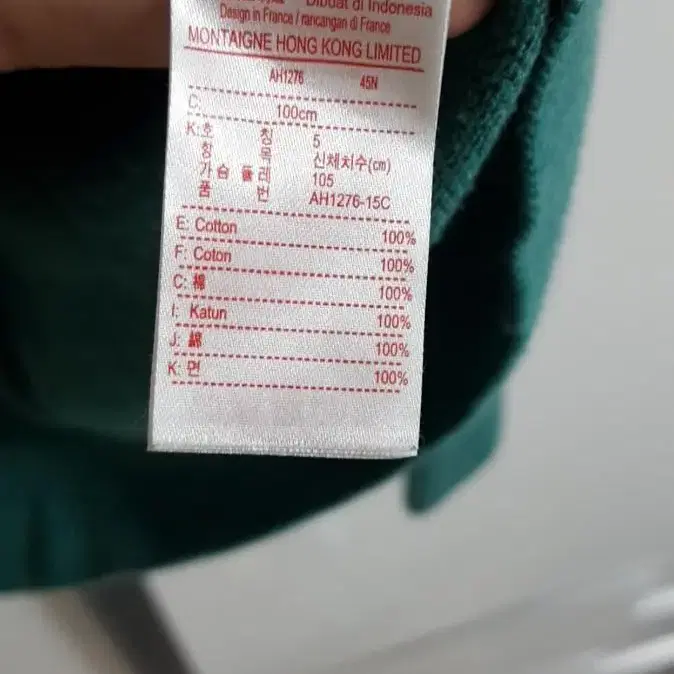 Dibuat di Indonesia
Design in France / rancangan di France
MONTAIGNE HONG KONG LIMITED
AH1276 45N
C: 100cm
K:호 칭 5
항 목 신체치수(cm)
가슴 둘레 105
품 번 AH1276-15C
E: Cotton 100%
F: Coton 100%
C: 棉 100%
I: Katun 100%
J: 綿 100%
K: 면 100%